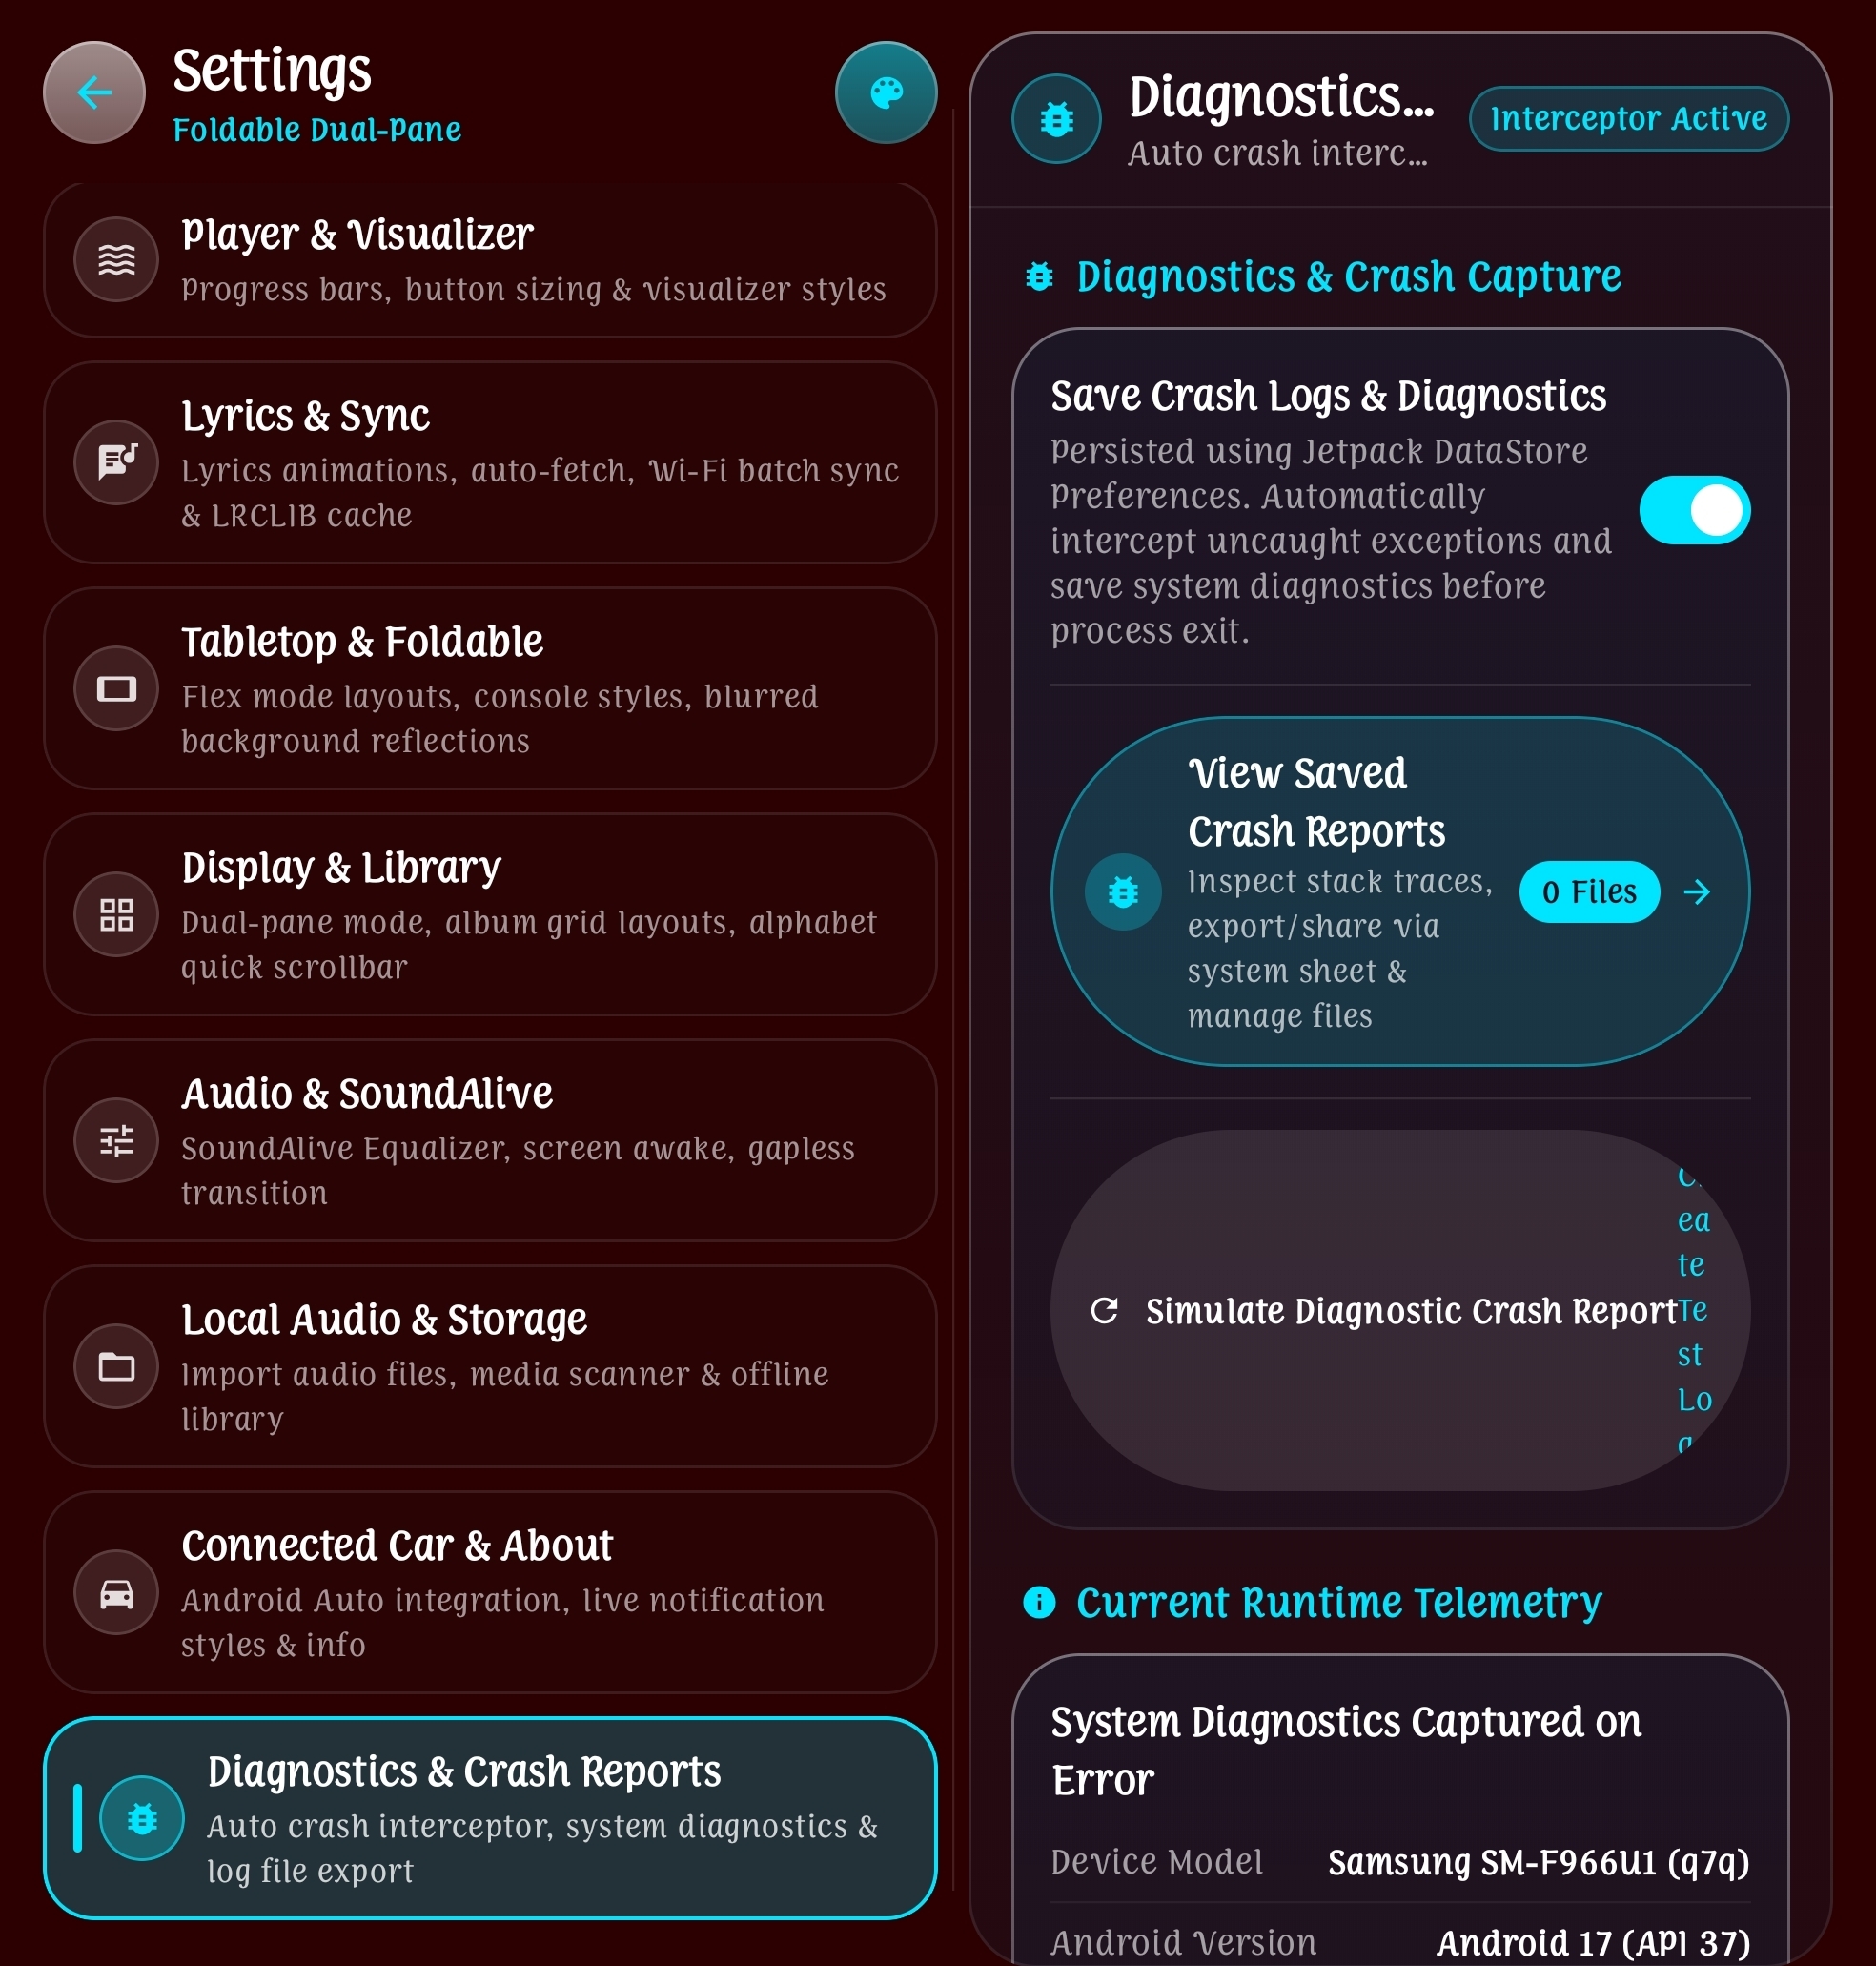 Settings
Foldable Dual-Pane
Player & Visualizer
Progress bars, button sizing & visualizer styles
Lyrics & Sync
Lyrics animations, auto-fetch, Wi-Fi batch sync
& LRCLIB cache
Tabletop & Foldable
Flex mode layouts, console styles, blurred
background reflections
Display & Library
Dual-pane mode, album grid layouts, alphabet
quick scrollbar
Audio & SoundAlive
SoundAlive Equalizer, screen awake, gapless
transition
Local Audio & Storage
Import audio files, media scanner & offline
library
Connected Car & About
Android Auto integration, live notification
styles & info
Diagnostics & Crash Reports
Auto crash interceptor, system diagnostics &
log file export
Diagnostics...
Auto crash interc...
Interceptor Active
Diagnostics & Crash Capture
Save Crash Logs & Diagnostics
Persisted using Jetpack DataStore
Preferences. Automatically
intercept uncaught exceptions and
save system diagnostics before
process exit.
View Saved
Crash Reports
Inspect stack traces,
export/share via
system sheet &
manage files
0 Files
Simulate Diagnostic Crash Report
ea
te
Te
st
Lo
Current Runtime Telemetry
System Diagnostics Captured on
Error
Device Model
Samsung SM-F966U1 (q7q)
Android Version
Android 17 (API 37)